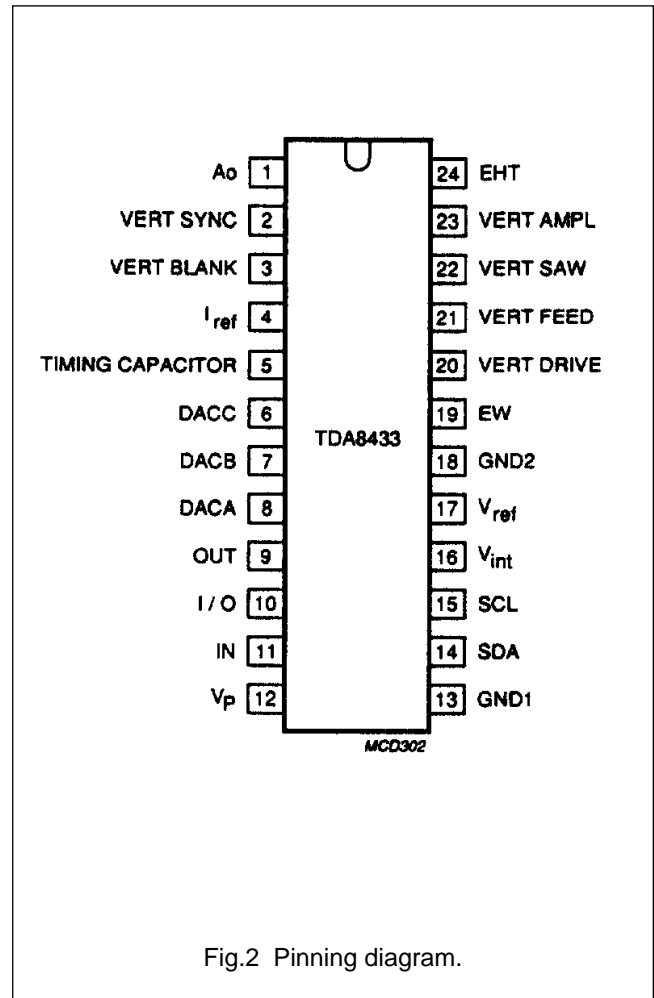 Ao 1 24 EHT
VERT SYNC 2 23 VERT AMPL
VERT BLANK 3 22 VERT SAW
Iref 4 21 VERT FEED
TIMING CAPACITOR 5 20 VERT DRIVE
DACC 6 19 EW
TDA8433
DACB 7 18 GND2
DACA 8 17 Vref
OUT 9 16 Vint
I / O 10 15 SCL
IN 11 14 SDA
VP 12 13 GND1
MCD302
Fig.2 Pinning diagram.